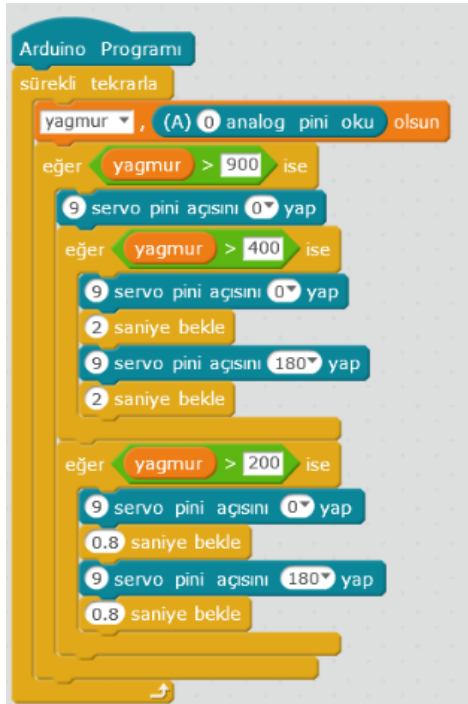 Arduino Programı
sürekli tekrarla
yagmur , (A) 0 analog pini oku olsun
eğer yagmur > 900 ise
9 servo pini açısını 0 yap
eğer yagmur > 400 ise
9 servo pini açısını 0 yap
2 saniye bekle
9 servo pini açısını 180 yap
2 saniye bekle
eğer yagmur > 200 ise
9 servo pini açısını 0 yap
0.8 saniye bekle
9 servo pini açısını 180 yap
0.8 saniye bekle